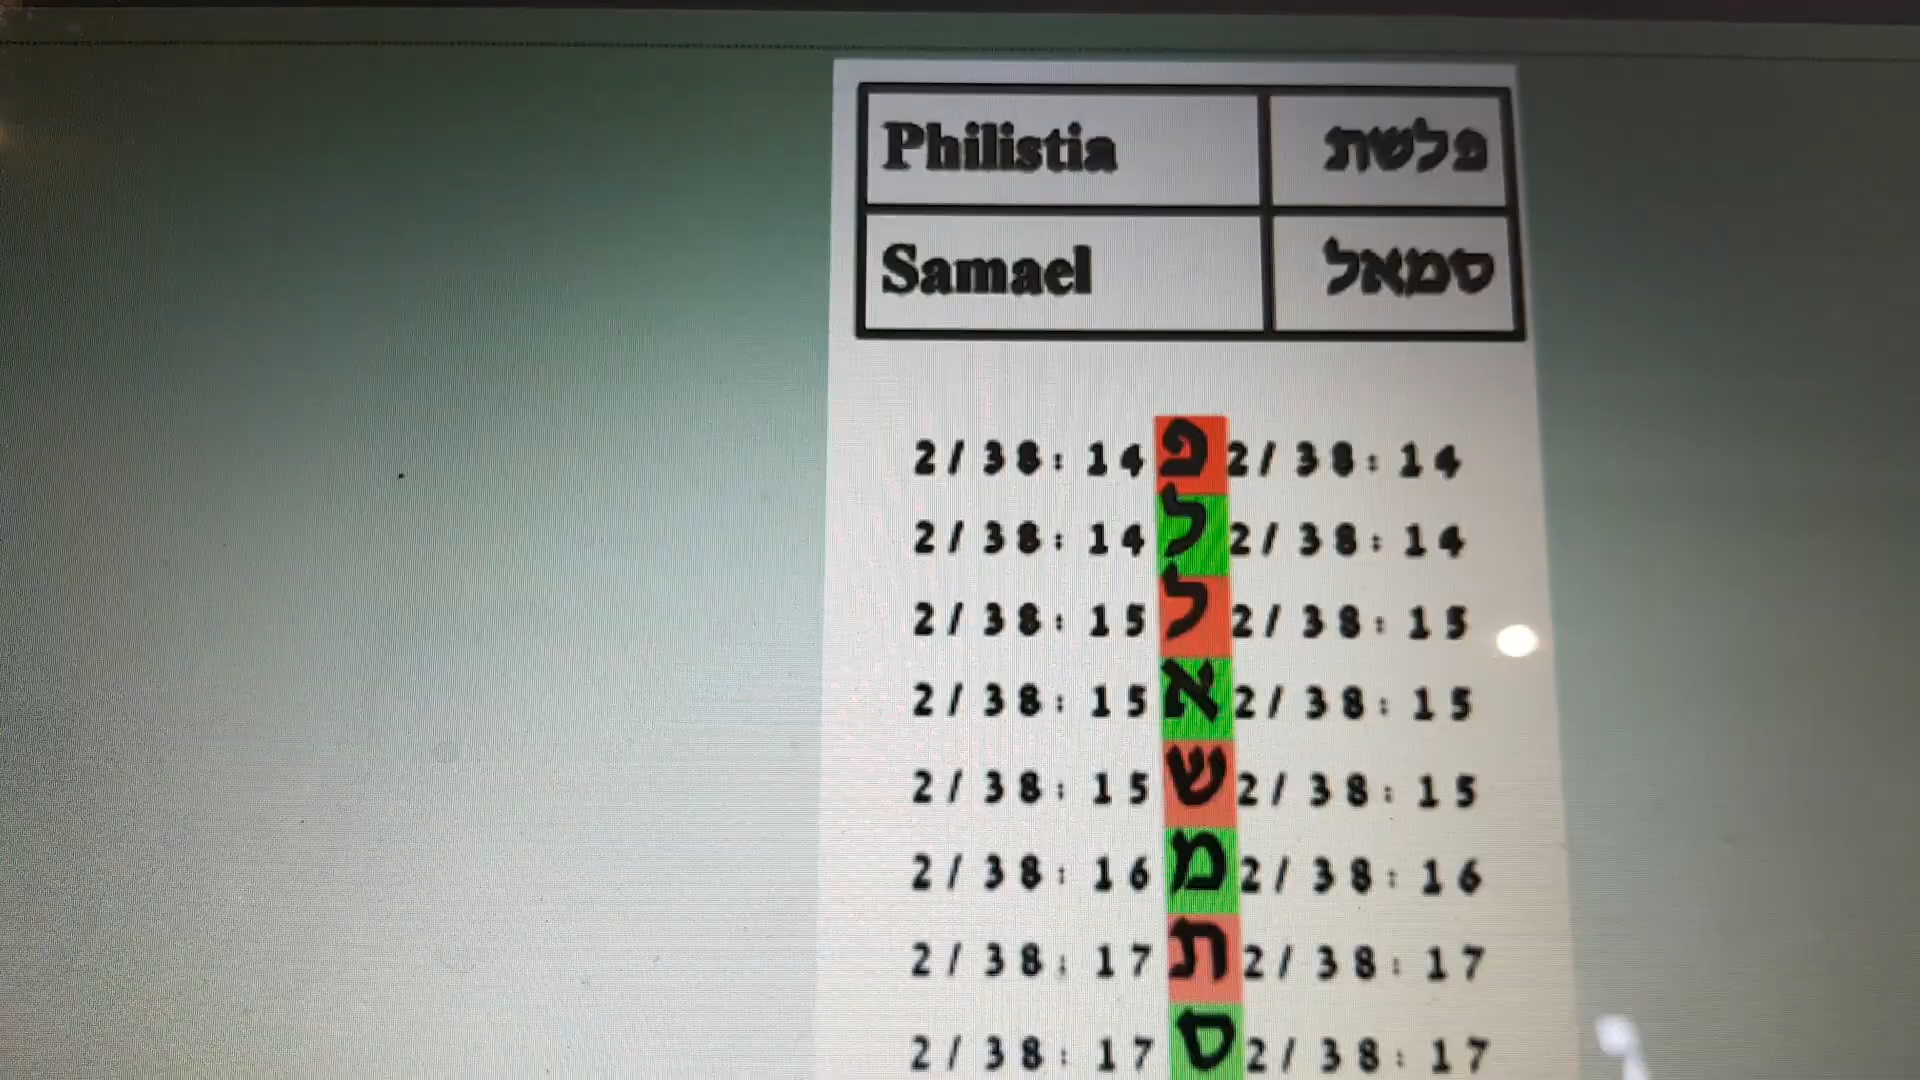 Philistia פלשת
Samael סמאל
2/38:14 פ 2/38:14
2/38:14 ל 2/38:14
2/38:15 ל 2/38:15
2/38:15 א 2/38:15
2/38:15 ש 2/38:15
2/38:16 מ 2/38:16
2/38:17 ת 2/38:17
2/38:17 ס 2/38:17